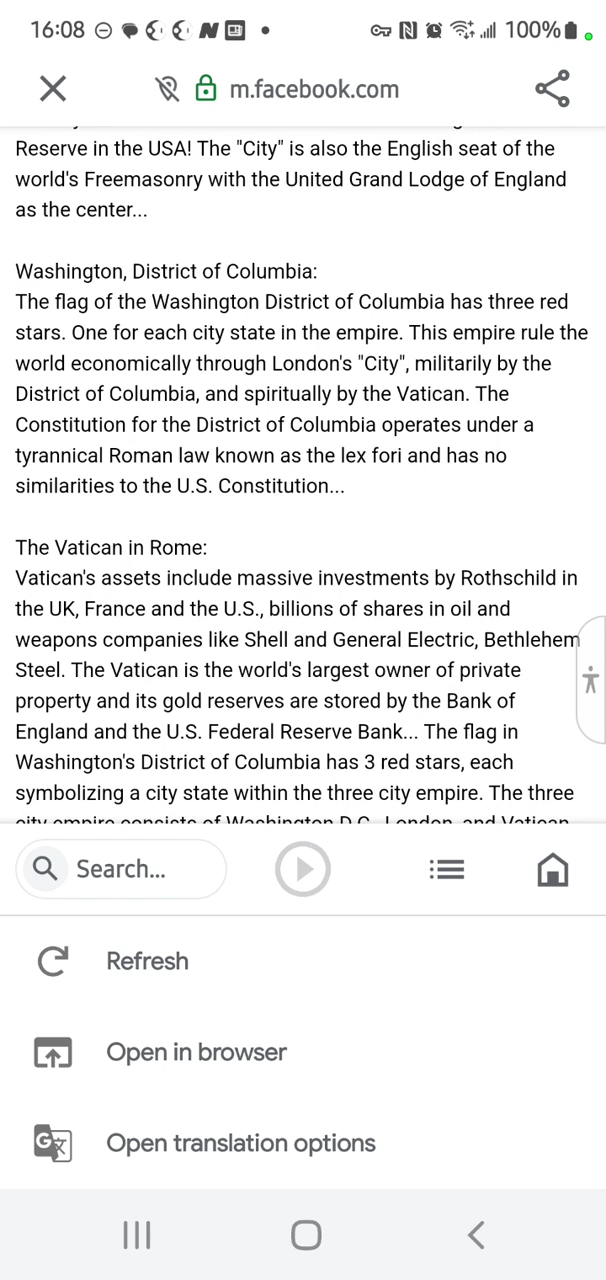 16:08
100%
m.facebook.com
Reserve in the USA! The "City" is also the English seat of the
world's Freemasonry with the United Grand Lodge of England
as the center...
Washington, District of Columbia:
The flag of the Washington District of Columbia has three red
stars. One for each city state in the empire. This empire rule the
world economically through London's "City", militarily by the
District of Columbia, and spiritually by the Vatican. The
Constitution for the District of Columbia operates under a
tyrannical Roman law known as the lex fori and has no
similarities to the U.S. Constitution...
The Vatican in Rome:
Vatican's assets include massive investments by Rothschild in
the UK, France and the U.S., billions of shares in oil and
weapons companies like Shell and General Electric, Bethlehem
Steel. The Vatican is the world's largest owner of private
property and its gold reserves are stored by the Bank of
England and the U.S. Federal Reserve Bank... The flag in
Washington's District of Columbia has 3 red stars, each
symbolizing a city state within the three city empire. The three
city empire consists of Washington D.C., London, and Vatican
Search...
Refresh
Open in browser
Open translation options